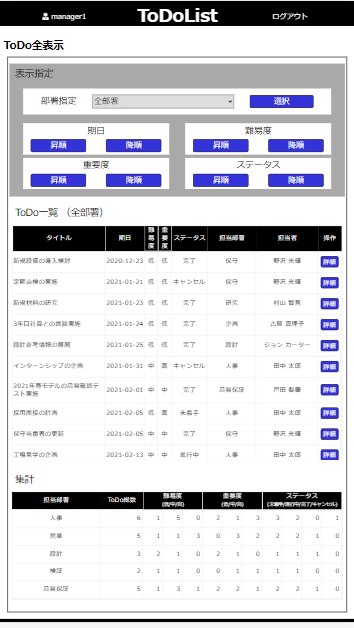 manager1 ToDoList ログアウト
ToDo全表示
表示指定
部署指定 全部署 選択
期日 難易度
昇順 降順 昇順 降順
重要度 ステータス
昇順 降順 昇順 降順
ToDo一覧 (全部署)
タイトル 期日 難易度 重要度 ステータス 担当部署 担当者 操作
新規設備の導入検討 2020-12-23 低 低 完了 保守 野沢 光輝 詳細
定期点検の実施 2021-01-21 低 低 キャンセル 保守 野沢 光輝 詳細
新規材料の研究 2021-01-23 低 低 完了 研究 村山 賢吾 詳細
3年目社員との面談実施 2021-01-24 低 中 完了 企画 古賀 真理子 詳細
設計参考情報の展開 2021-01-25 低 中 完了 設計 ジョン カーター 詳細
インターンシップの企画 2021-01-31 中 高 キャンセル 人事 田中 太郎 詳細
2021年春モデルの品質確認テスト実施 2021-02-01 中 中 完了 品質保証 戸田 梨華 詳細
採用面接の計画 2021-02-05 低 高 未着手 人事 田中 太郎 詳細
保守当番表の更新 2021-02-05 中 中 完了 保守 野沢 光輝 詳細
工場見学の企画 2021-02-13 中 中 進行中 人事 田中 太郎 詳細
集計
担当部署 ToDo総数 難易度 (低/中/高) 重要度 (低/中/高) ステータス (未着手/進行中/完了/キャンセル)
人事 6 1 5 0 2 1 3 3 2 0 1
営業 5 1 1 3 0 3 2 2 2 1 0
設計 3 2 1 0 2 1 0 1 1 1 0
検証 2 1 1 0 0 1 1 1 1 0 0
品質保証 5 1 3 1 2 2 1 2 2 1 0